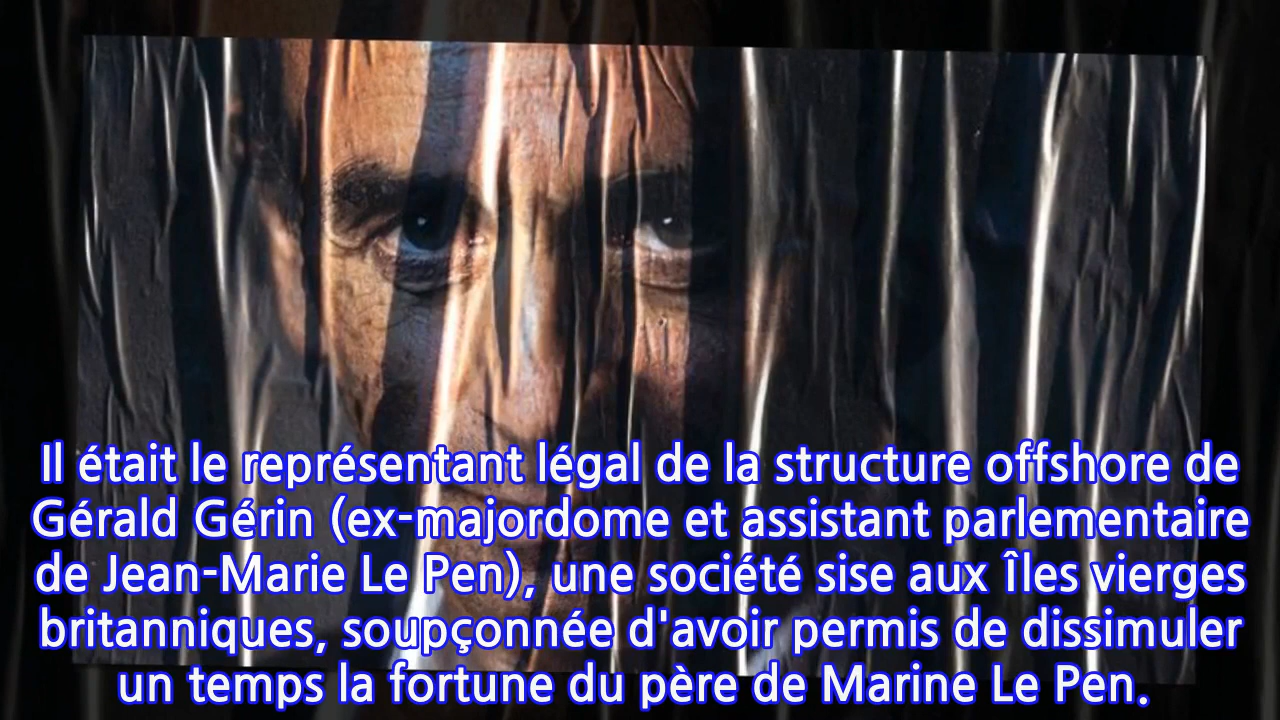 Il était le représentant légal de la structure offshore de
Gérald Gérin (ex-majordome et assistant parlementaire
de Jean-Marie Le Pen), une société sise aux Îles vierges
britanniques, soupçonnée d'avoir permis de dissimuler
un temps la fortune du père de Marine Le Pen.